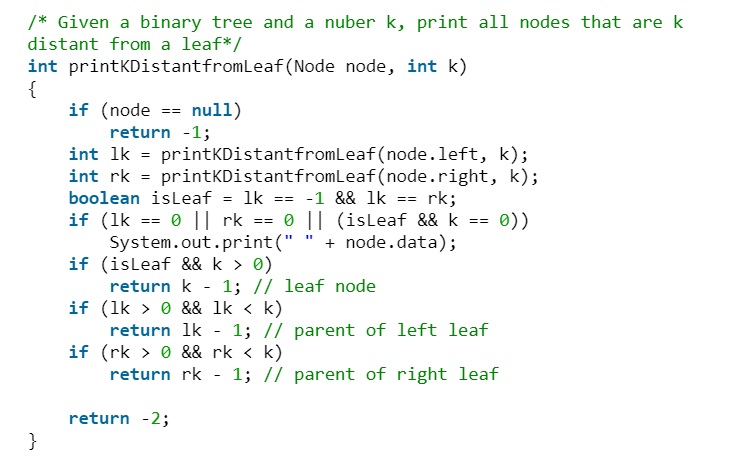 /* Given a binary tree and a nuber k, print all nodes that are k
distant from a leaf*/
int printKDistantfromLeaf(Node node, int k)
{
    if (node == null)
        return -1;
    int lk = printKDistantfromLeaf(node.left, k);
    int rk = printKDistantfromLeaf(node.right, k);
    boolean isLeaf = lk == -1 && lk == rk;
    if (lk == 0 || rk == 0 || (isLeaf && k == 0))
        System.out.print(" " + node.data);
    if (isLeaf && k > 0)
        return k - 1; // leaf node
    if (lk > 0 && lk < k)
        return lk - 1; // parent of left leaf
    if (rk > 0 && rk < k)
        return rk - 1; // parent of right leaf

    return -2;
}